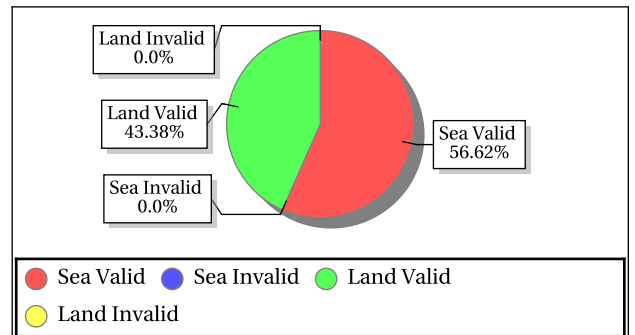 Land Invalid
0.0%
Land Valid
43.38%
Sea Valid
56.62%
Sea Invalid
0.0%
Sea Valid Sea Invalid Land Valid
Land Invalid